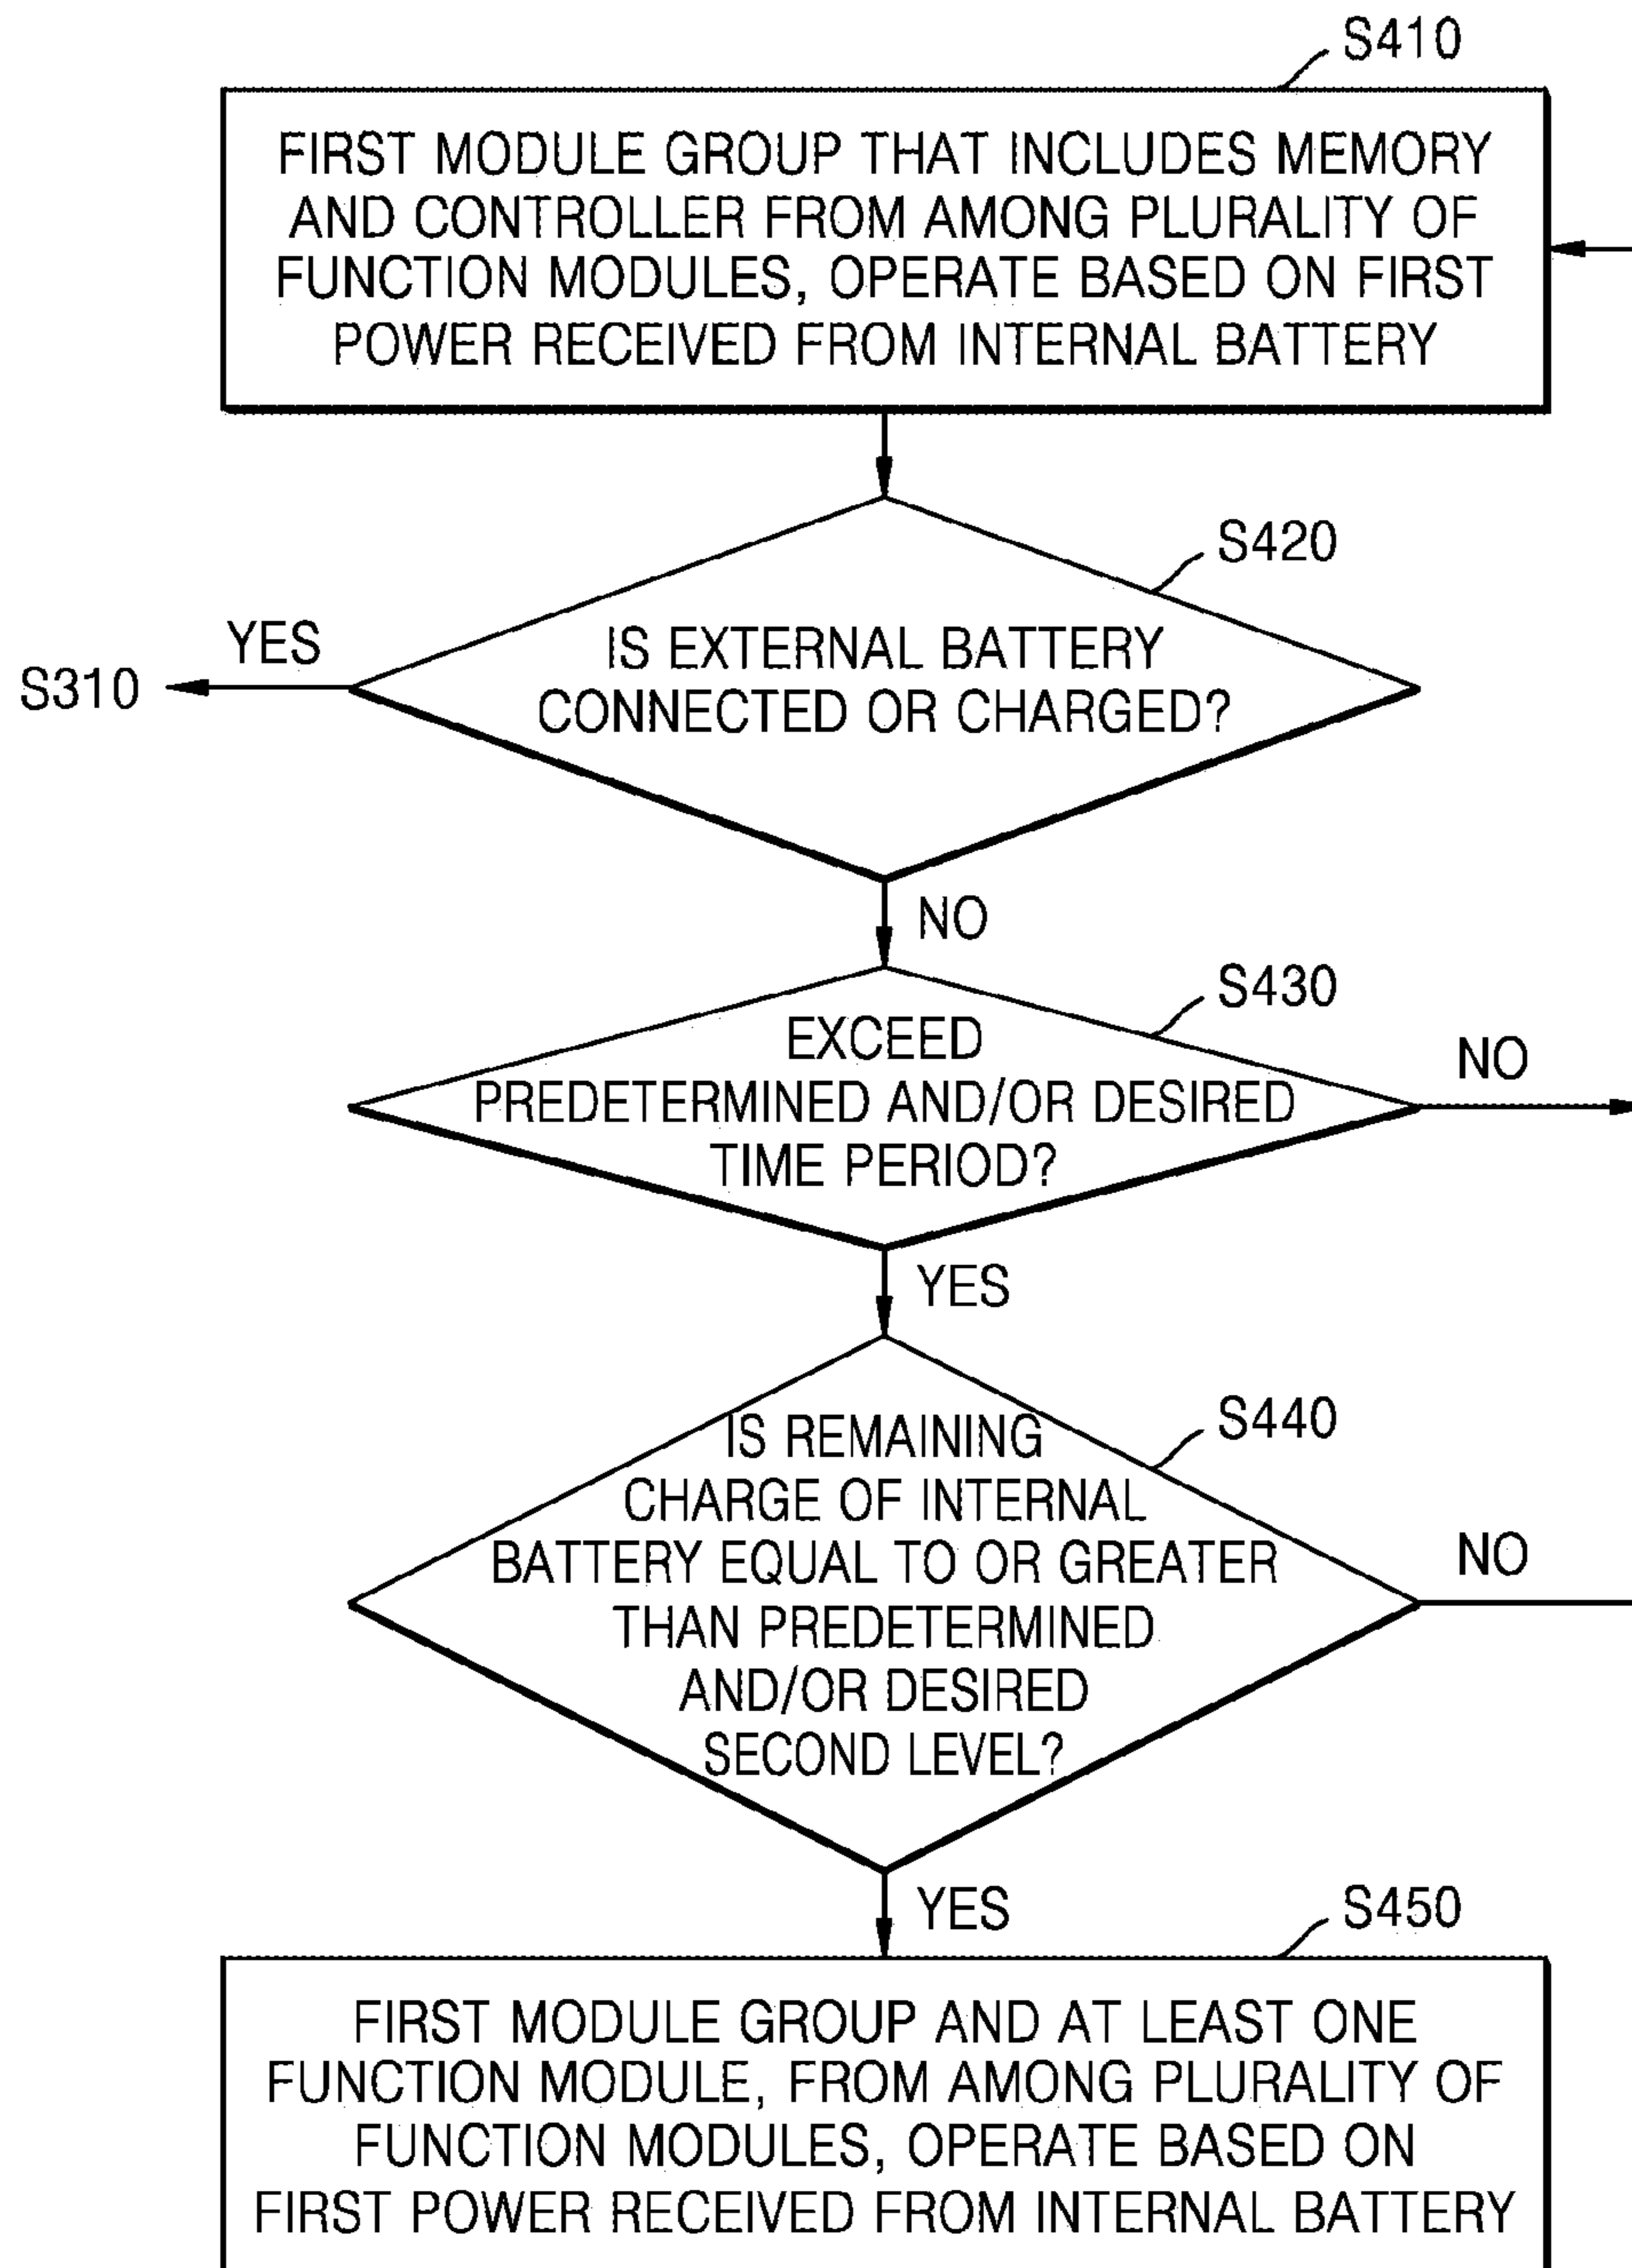 S410
FIRST MODULE GROUP THAT INCLUDES MEMORY
AND CONTROLLER FROM AMONG PLURALITY OF
FUNCTION MODULES, OPERATE BASED ON FIRST
POWER RECEIVED FROM INTERNAL BATTERY
S420
YES
S310
IS EXTERNAL BATTERY
CONNECTED OR CHARGED?
NO
S430
EXCEED
PREDETERMINED AND/OR DESIRED
TIME PERIOD?
NO
YES
S440
IS REMAINING
CHARGE OF INTERNAL
BATTERY EQUAL TO OR GREATER
THAN PREDETERMINED
AND/OR DESIRED
SECOND LEVEL?
NO
YES
S450
FIRST MODULE GROUP AND AT LEAST ONE
FUNCTION MODULE, FROM AMONG PLURALITY OF
FUNCTION MODULES, OPERATE BASED ON
FIRST POWER RECEIVED FROM INTERNAL BATTERY